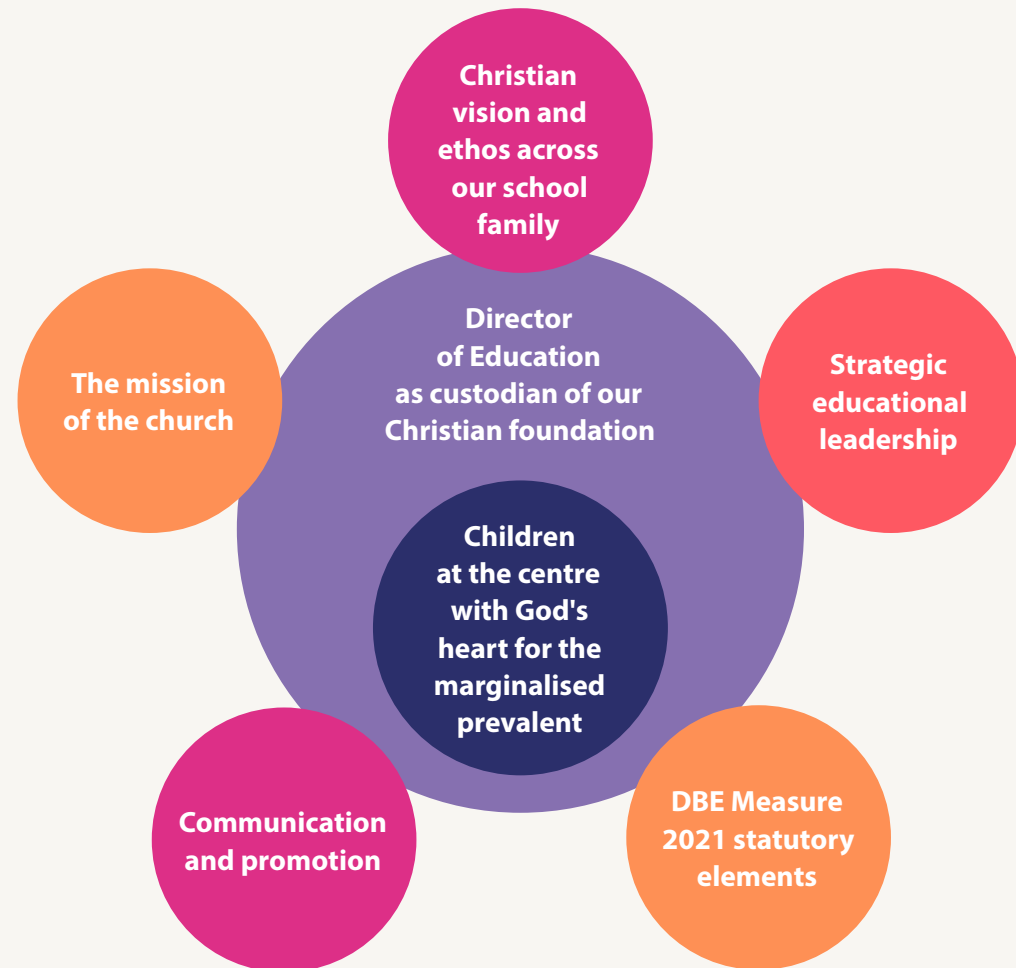 Christian
vision and
ethos across
our school
family
Director
of Education
as custodian of our
Christian foundation
The mission
of the church
Strategic
educational
leadership
Children
at the centre
with God's
heart for the
marginalised
prevalent
Communication
and promotion
DBE Measure
2021 statutory
elements